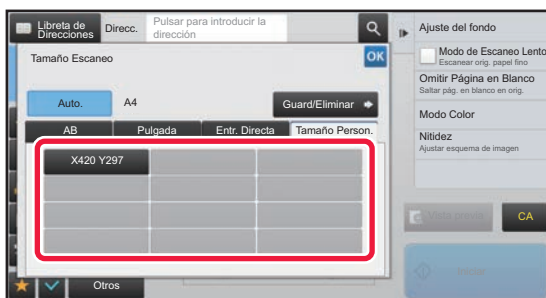 Libreta de
Direcciones
Direcc.
Pulsar para introducir la
dirección
Tamaño Escaneo
OK
Auto.
A4
Guard/Eliminar
AB
Pulgada
Entr. Directa
Tamaño Person.
X420 Y297
Otros
Ajuste del fondo
Modo de Escaneo Lento
Escanear orig. papel fino
Omitir Página en Blanco
Saltar pág. en blanco en orig.
Modo Color
Nitidez
Ajustar esquema de imagen
CA